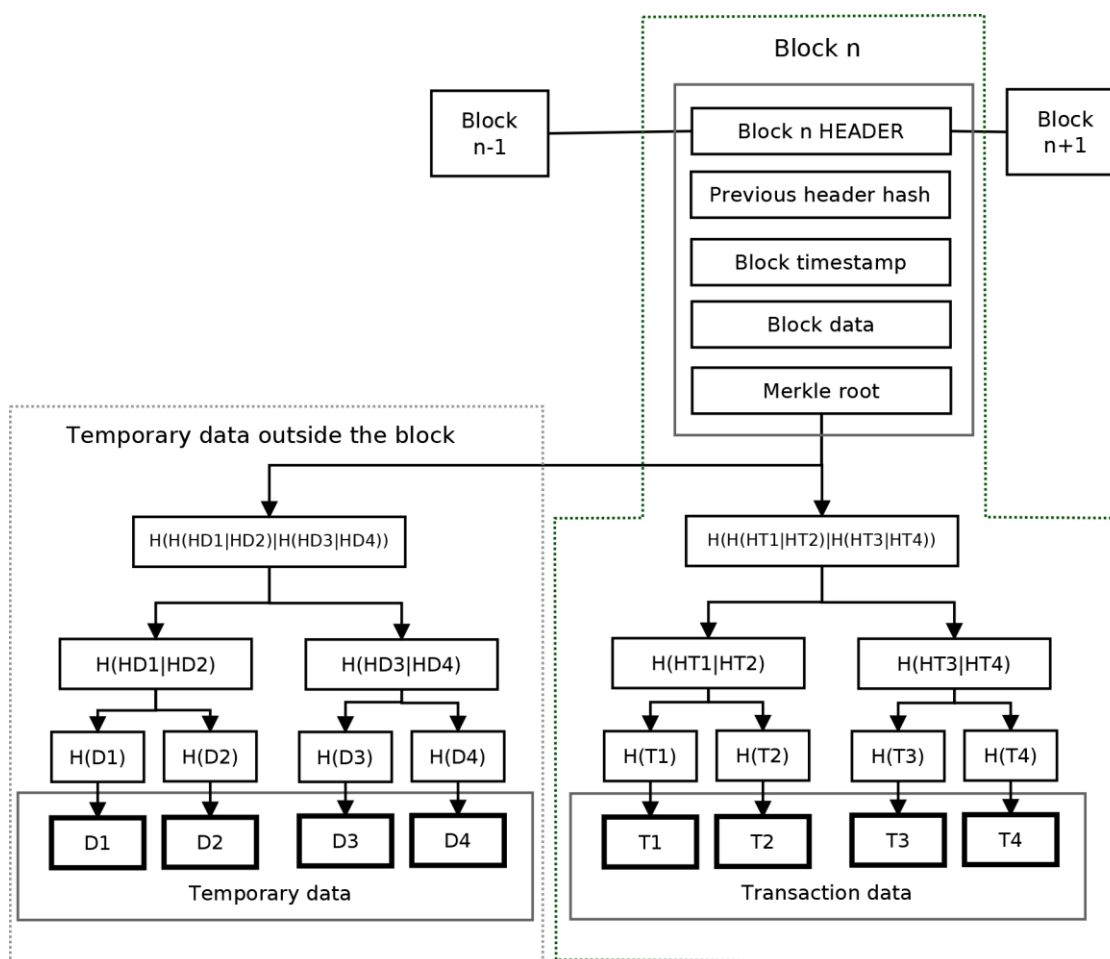 Block n
Block
n-1
Block n HEADER
Block
n+1
Previous header hash
Block timestamp
Block data
Merkle root
Temporary data outside the block
H(H(HD1|HD2)|H(HD3|HD4))
H(H(HT1|HT2)|H(HT3|HT4))
H(HD1|HD2)
H(HD3|HD4)
H(HT1|HT2)
H(HT3|HT4)
H(D1)
H(D2)
H(D3)
H(D4)
H(T1)
H(T2)
H(T3)
H(T4)
D1
D2
D3
D4
T1
T2
T3
T4
Temporary data
Transaction data